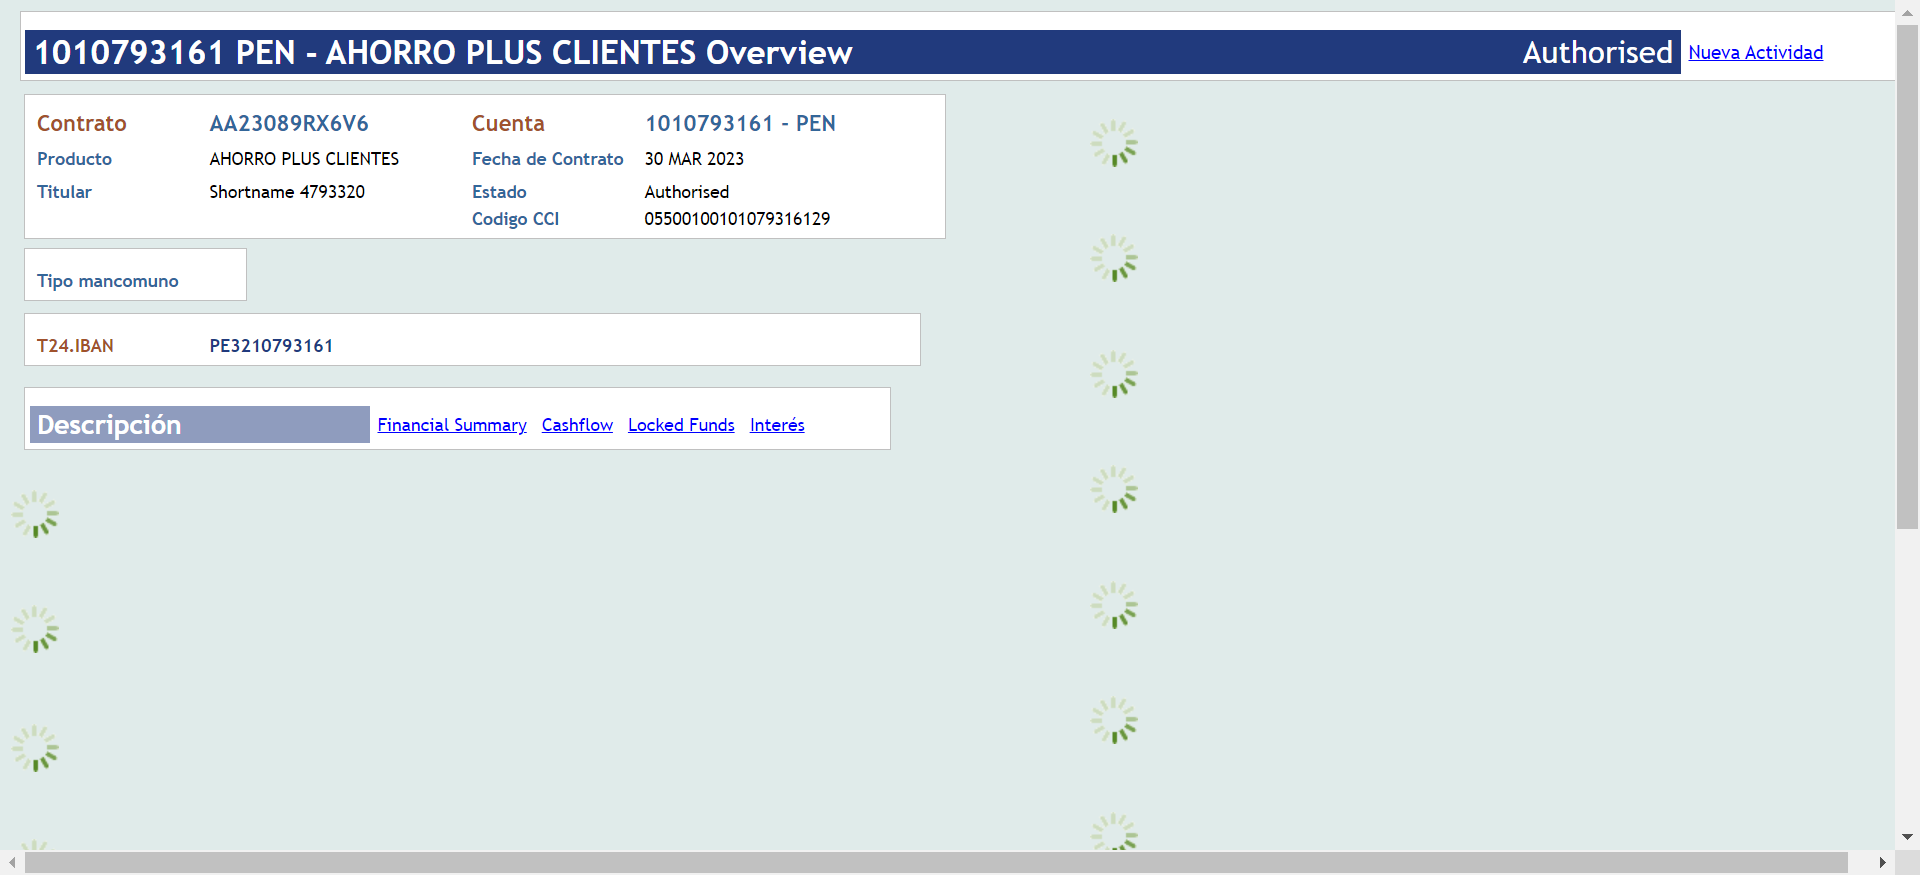 1010793161 PEN - AHORRO PLUS CLIENTES Overview Authorised Nueva Actividad
Contrato AA23089RX6V6 Cuenta 1010793161 - PEN
Producto AHORRO PLUS CLIENTES Fecha de Contrato 30 MAR 2023
Titular Shortname 4793320 Estado Authorised
Codigo CCI 05500100101079316129
Tipo mancomuno
T24.IBAN PE3210793161
Descripción Financial Summary Cashflow Locked Funds Interés